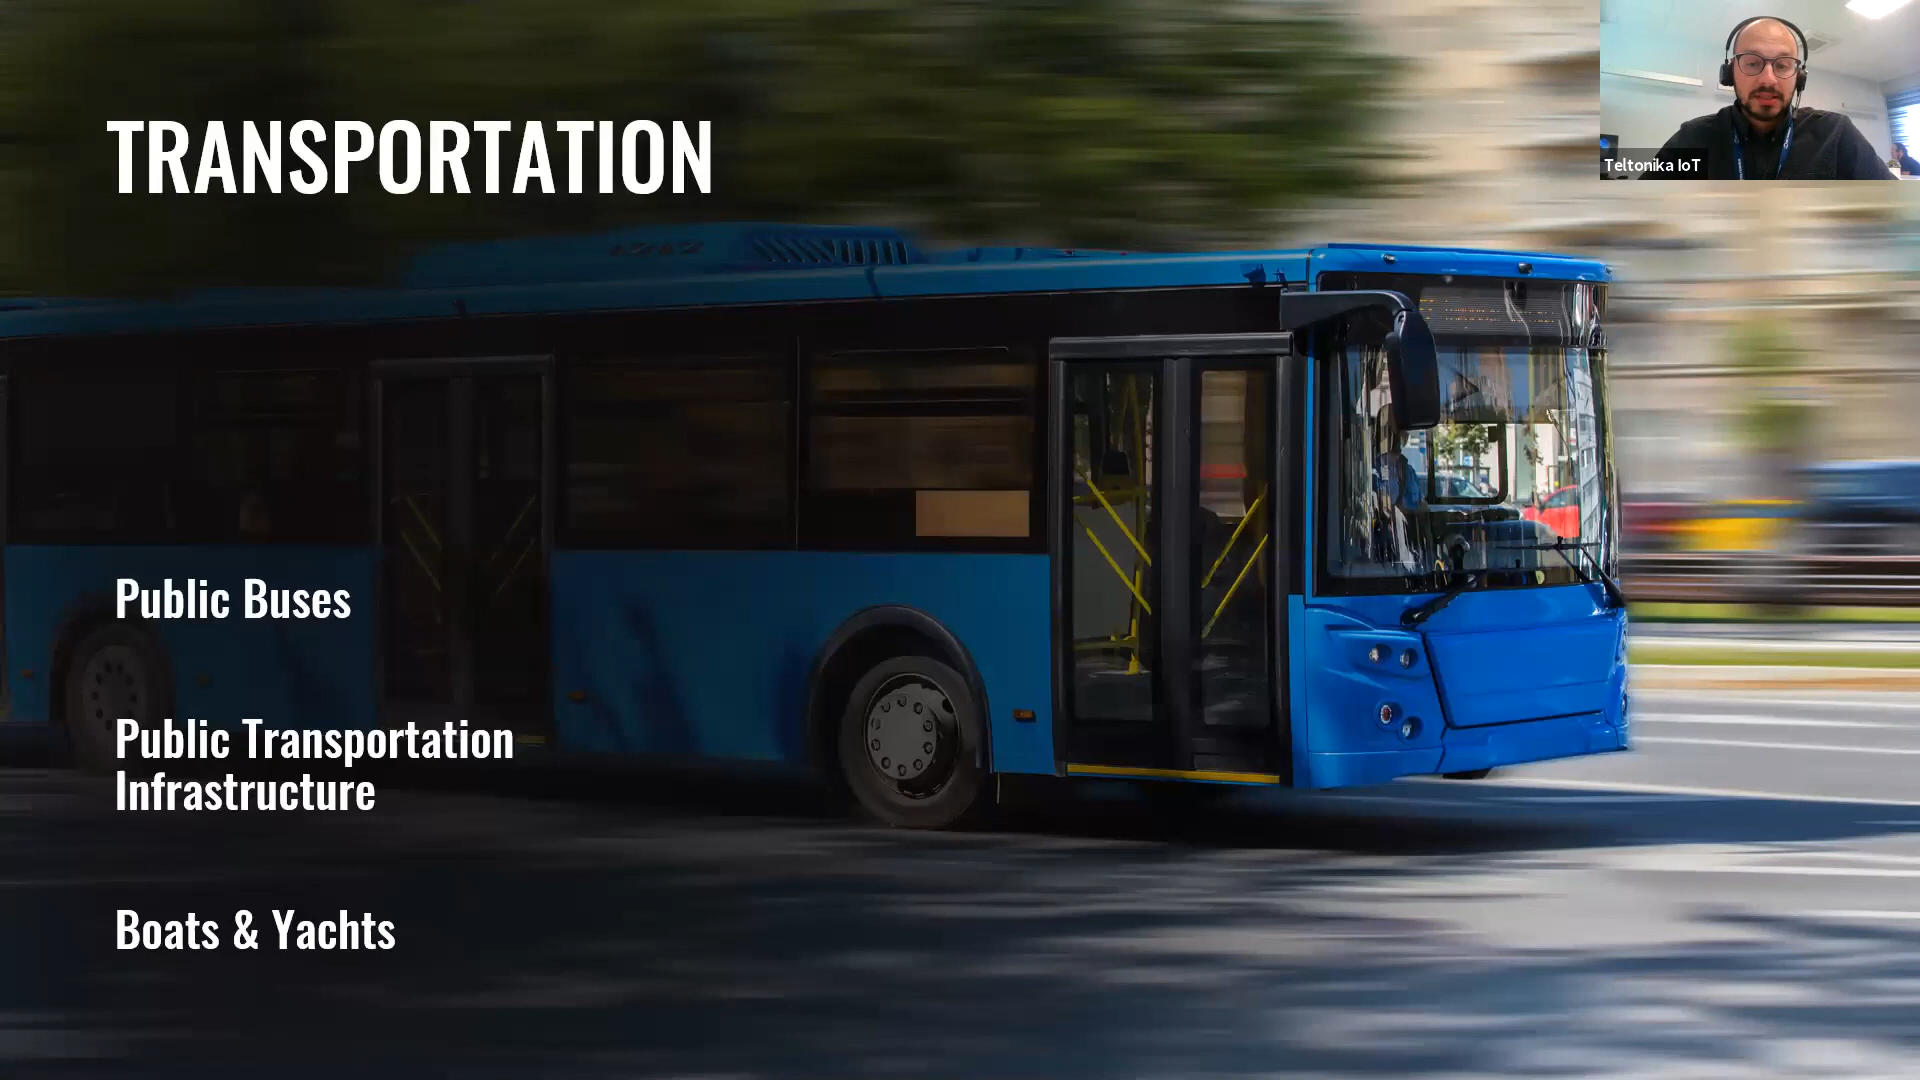 TRANSPORTATION
Teltonika IoT
Public Buses
Public Transportation
Infrastructure
Boats & Yachts